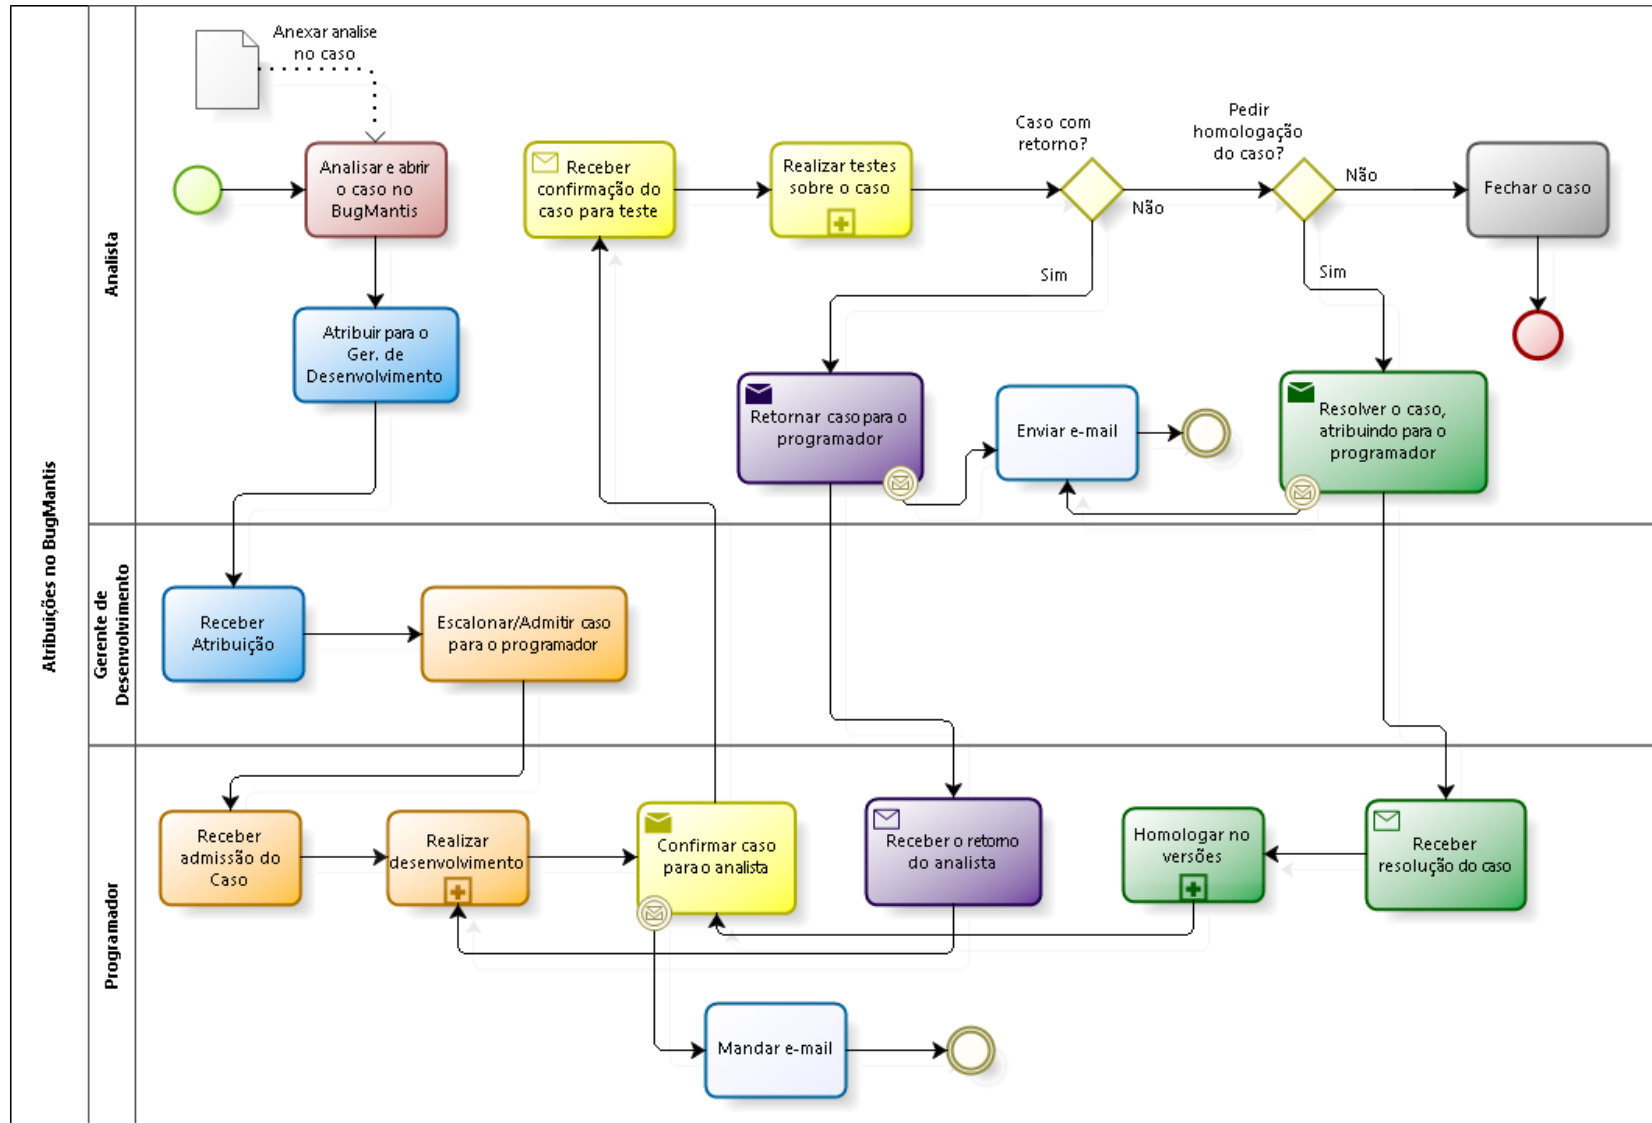 Atribuições no BugMantis
Analista
Anexar analise
no caso
Analisar e abrir
o caso no
BugMantis
Atribuir para o
Ger. de
Desenvolvimento
Receber
confirmação do
caso para teste
Realizar testes
sobre o caso
Caso com
retorno?
Não
Sim
Pedir
homologação
do caso?
Não
Sim
Fechar o caso
Retornar caso para o
programador
Enviar e-mail
Resolver o caso,
atribuindo para o
programador
Gerente de
Desenvolvimento
Receber
Atribuição
Escalonar/Admitir caso
para o programador
Programador
Receber
admissão do
Caso
Realizar
desenvolvimento
Confirmar caso
para o analista
Receber o retorno
do analista
Homologar no
versões
Receber
resolução do caso
Mandar e-mail